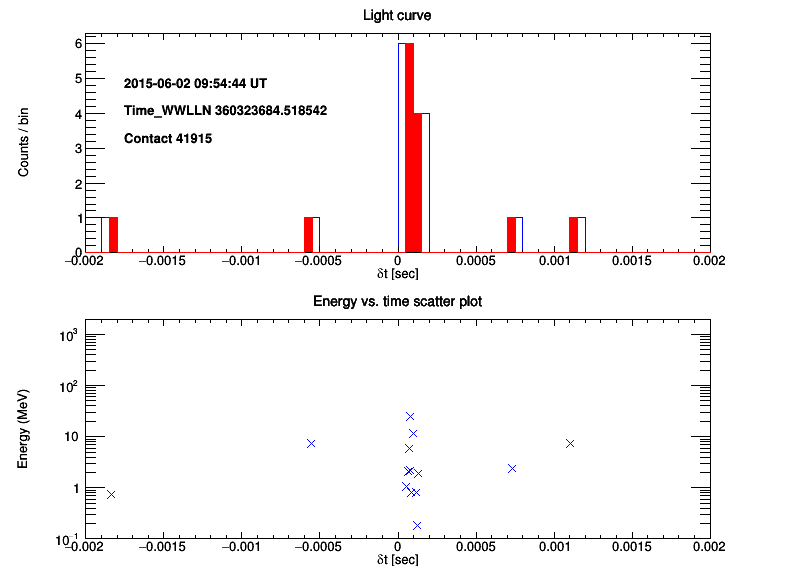 Light curve
Counts / bin
6
5
4
3
2
1
0
2015-06-02 09:54:44 UT
Time_WWLLN 360323684.518542
Contact 41915
−0.002 −0.0015 −0.001 −0.0005 0 0.0005 0.001 0.0015 0.002
δt [sec]
Energy vs. time scatter plot
Energy (MeV)
10³
10²
10
1
10⁻¹
−0.002 −0.0015 −0.001 −0.0005 0 0.0005 0.001 0.0015 0.002
δt [sec]